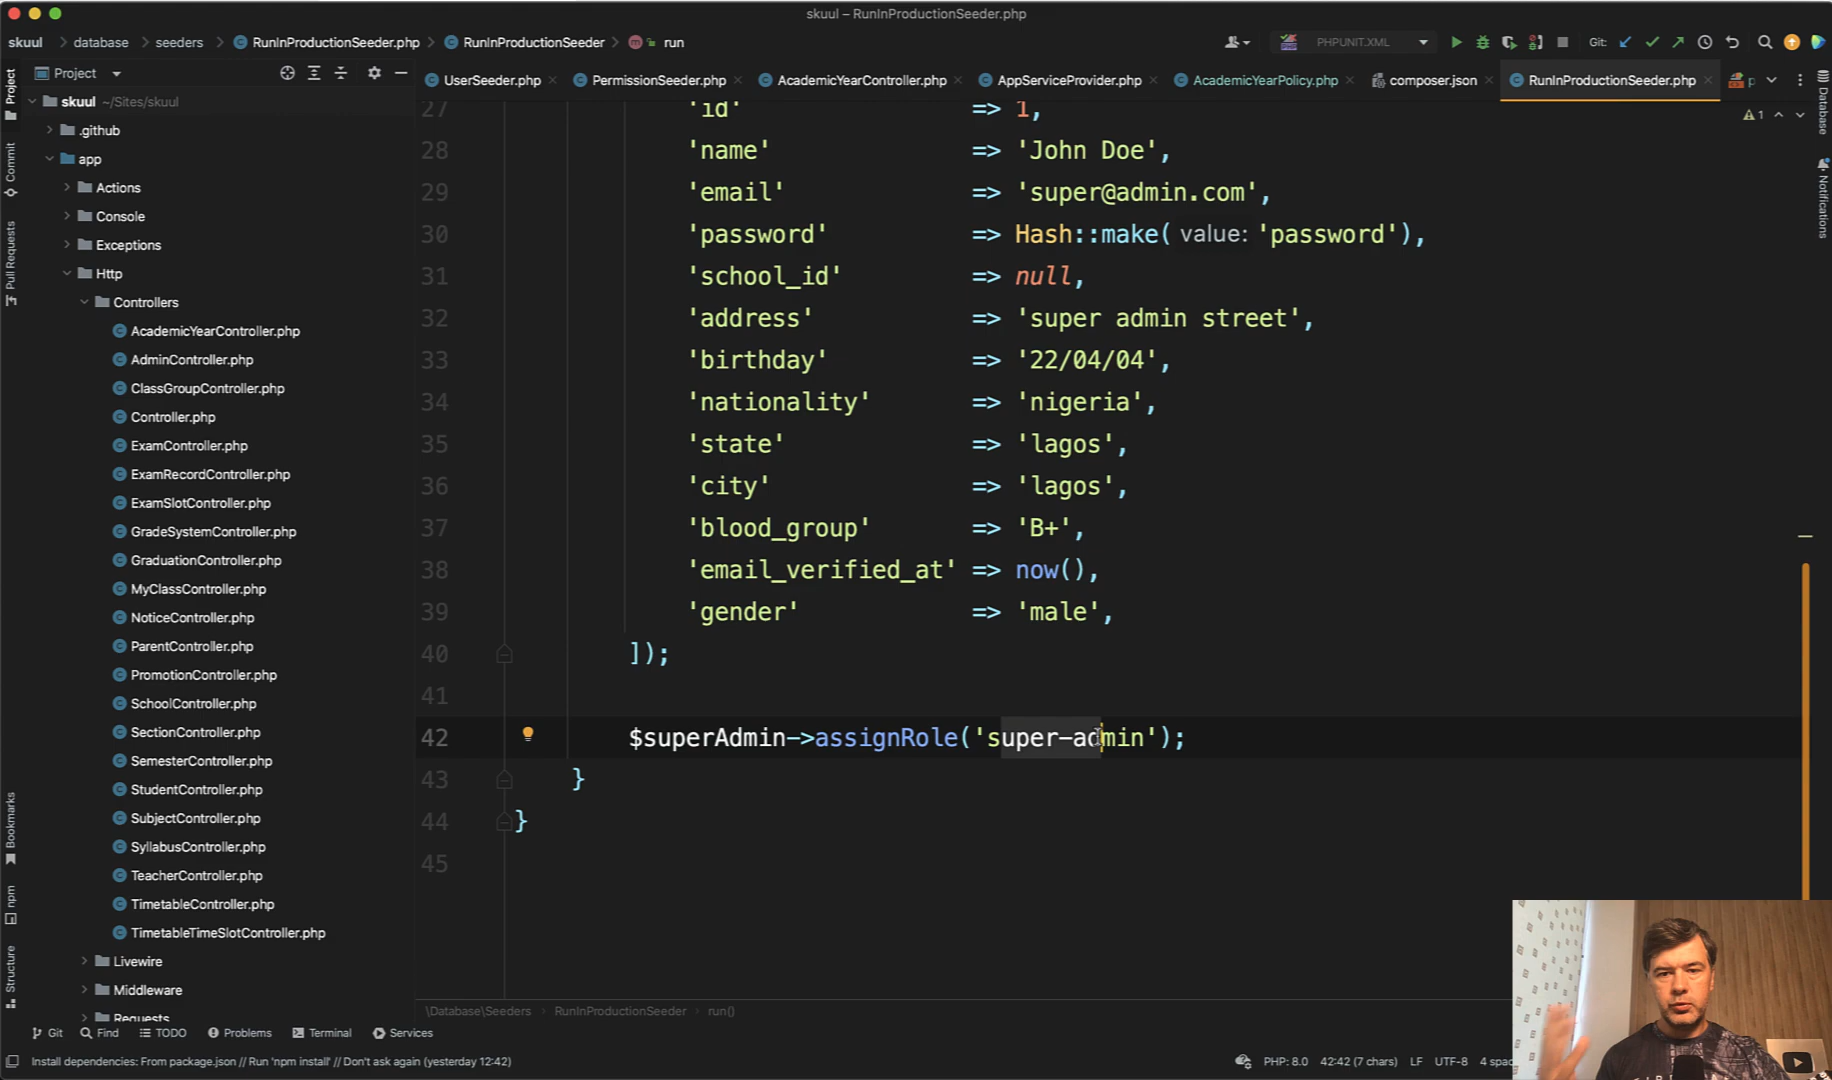 skuul – RunInProductionSeeder.php
skuul database seeders RunInProductionSeeder.php RunInProductionSeeder run
PHPUNIT.XML Git:
Project
UserSeeder.php PermissionSeeder.php AcademicYearController.php AppServiceProvider.php AcademicYearPolicy.php composer.json RunInProductionSeeder.php
Project
Commit
Pull Requests
Bookmarks
npm
Structure
skuul ~/Sites/skuul
.github
app
Actions
Console
Exceptions
Http
Controllers
AcademicYearController.php
AdminController.php
ClassGroupController.php
Controller.php
ExamController.php
ExamRecordController.php
ExamSlotController.php
GradeSystemController.php
GraduationController.php
MyClassController.php
NoticeController.php
ParentController.php
PromotionController.php
SchoolController.php
SectionController.php
SemesterController.php
StudentController.php
SubjectController.php
SyllabusController.php
TeacherController.php
TimetableController.php
TimetableTimeSlotController.php
Livewire
Middleware
Requests
27 'id' => 1,
28 'name' => 'John Doe',
29 'email' => 'super@admin.com',
30 'password' => Hash::make( value: 'password'),
31 'school_id' => null,
32 'address' => 'super admin street',
33 'birthday' => '22/04/04',
34 'nationality' => 'nigeria',
35 'state' => 'lagos',
36 'city' => 'lagos',
37 'blood_group' => 'B+',
38 'email_verified_at' => now(),
39 'gender' => 'male',
40 ]);
41
42 $superAdmin->assignRole('super-admin');
43 }
44 }
45
1
Database
Notifications
\Database\Seeders RunInProductionSeeder run()
Git Find TODO Problems Terminal Services
Install dependencies: From package.json // Run 'npm install' // Don't ask again (yesterday 12:42)
PHP: 8.0 42:42 (7 chars) LF UTF-8 4 spac